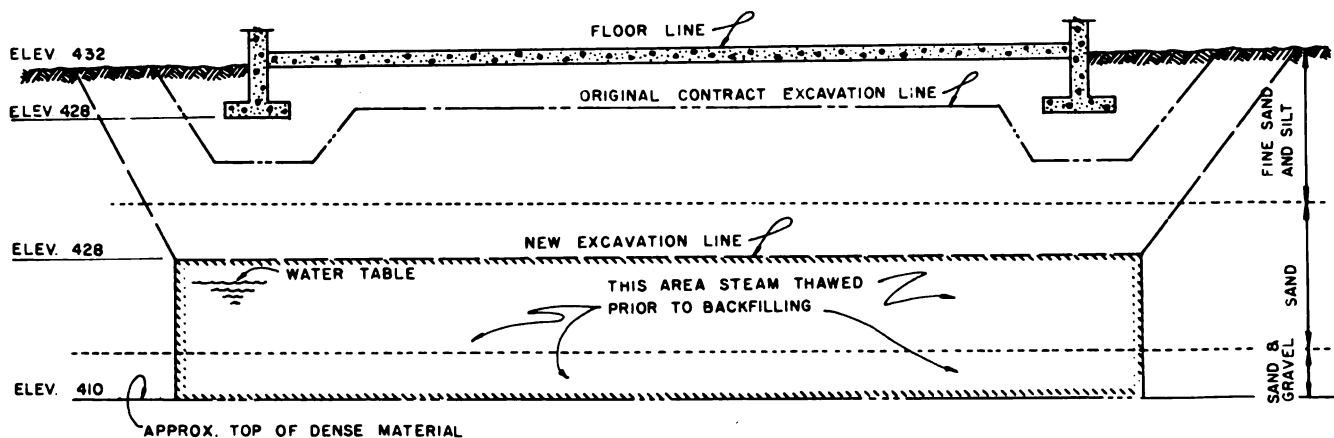 FLOOR LINE
ELEV 432
ORIGINAL CONTRACT EXCAVATION LINE
ELEV 428
FINE SAND
AND SILT
NEW EXCAVATION LINE
ELEV. 428
WATER TABLE
THIS AREA STEAM THAWED
PRIOR TO BACKFILLING
SAND
SAND &
GRAVEL
ELEV. 410
APPROX. TOP OF DENSE MATERIAL